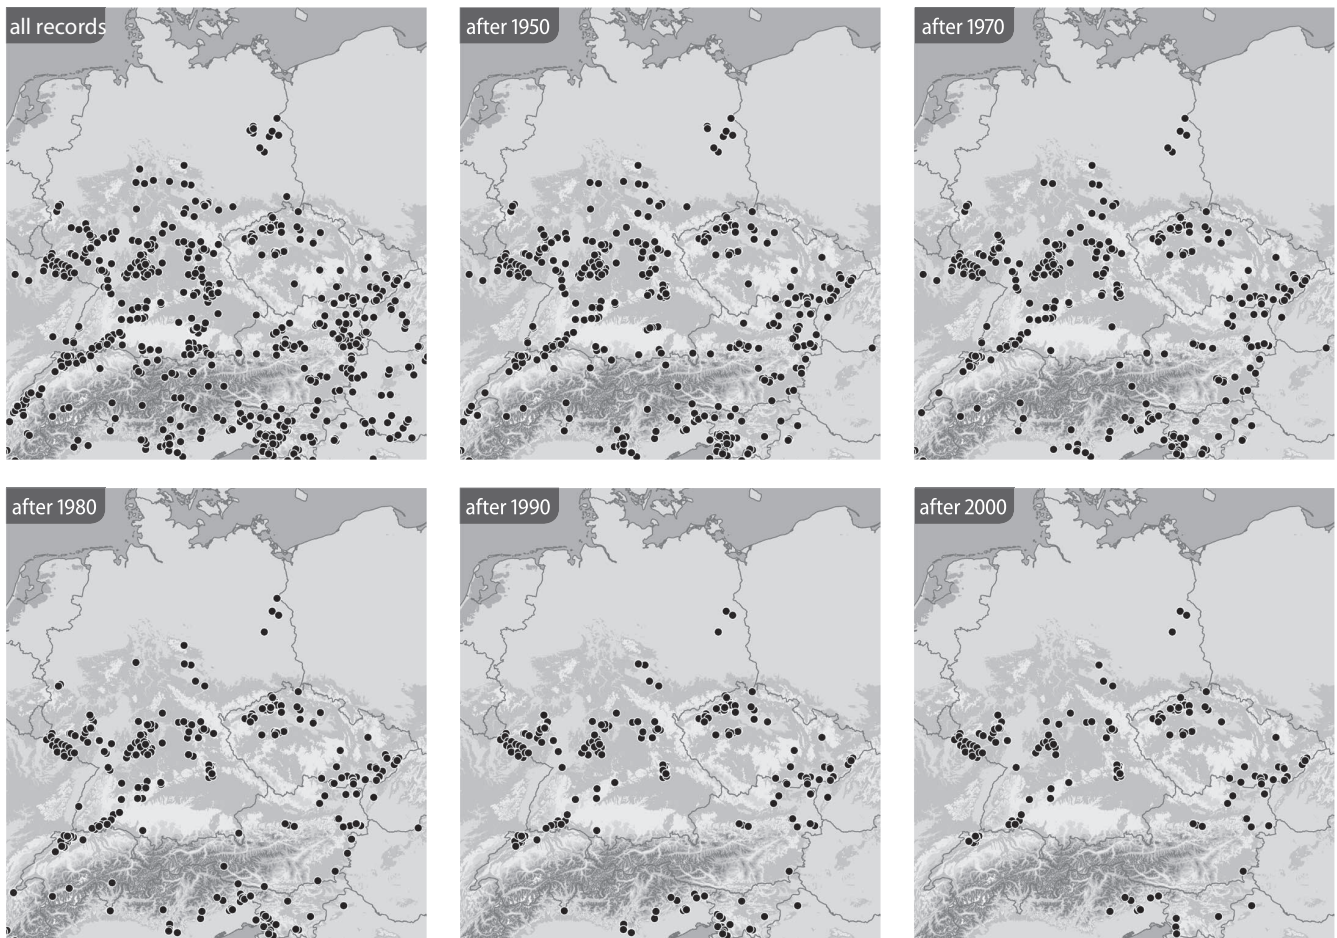 all records
after 1950
after 1970
after 1980
after 1990
after 2000